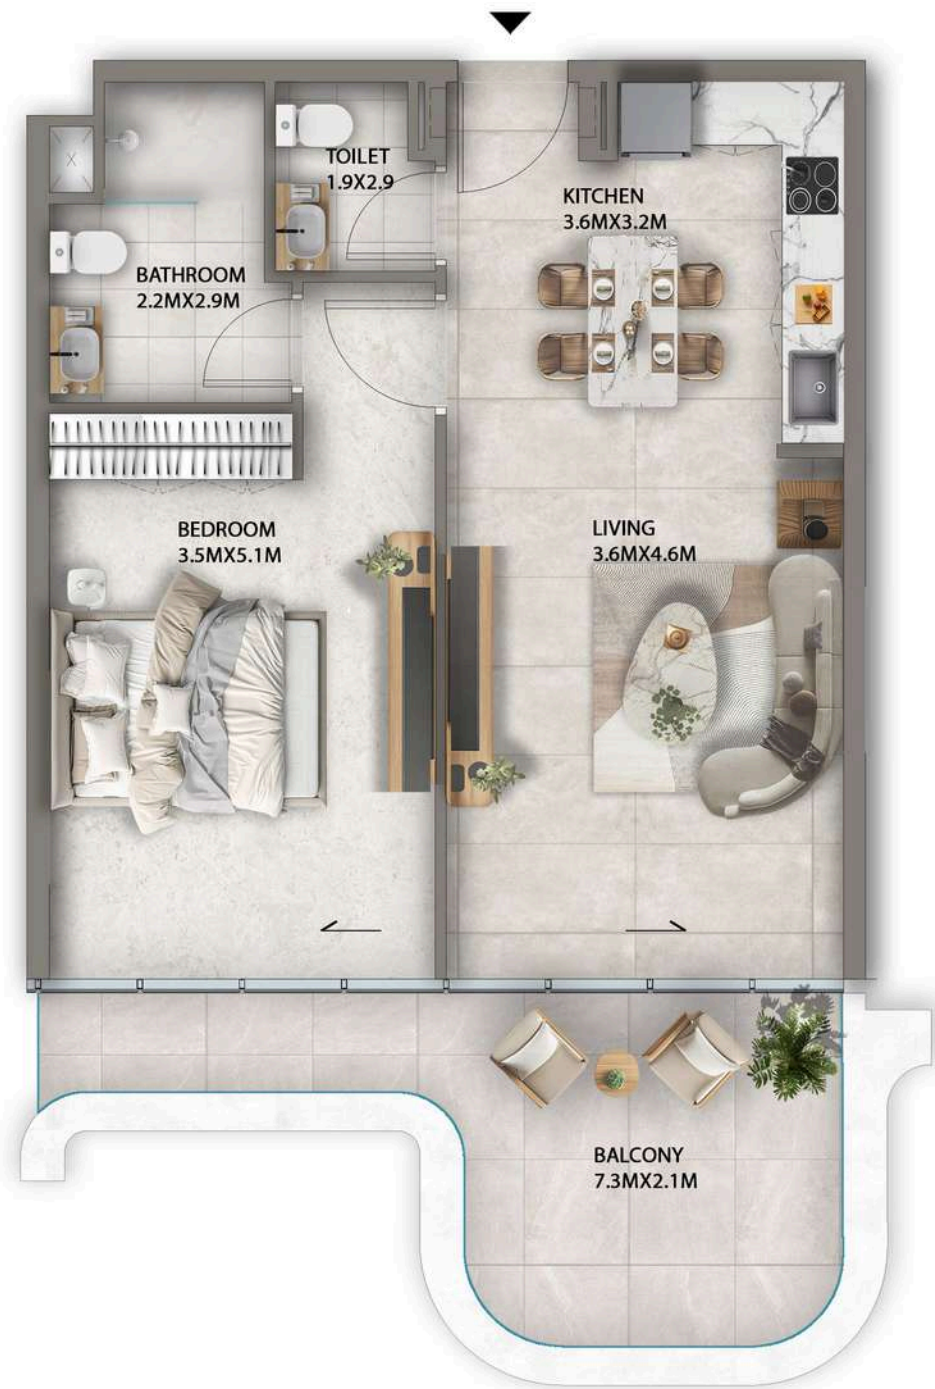 TOILET
1.9X2.9
KITCHEN
3.6MX3.2M
BATHROOM
2.2MX2.9M
BEDROOM
3.5MX5.1M
LIVING
3.6MX4.6M
BALCONY
7.3MX2.1M